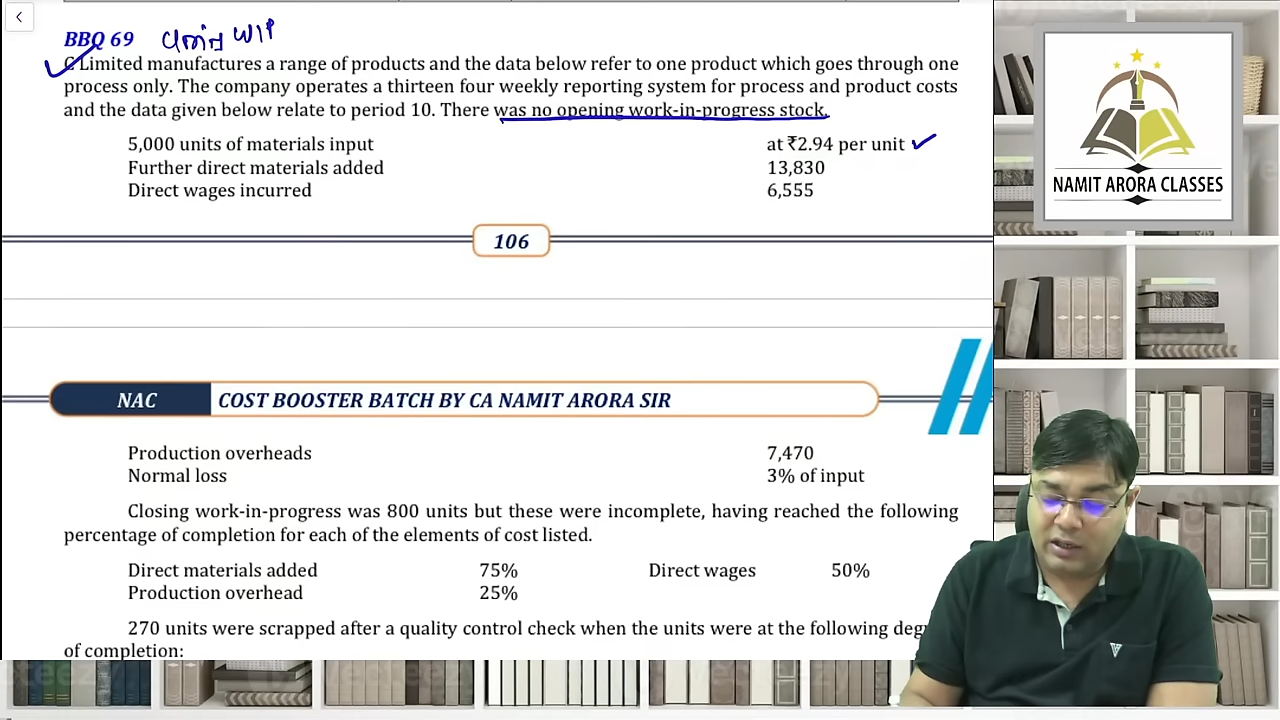 BBQ 69 closing WIP
C Limited manufactures a range of products and the data below refer to one product which goes through one
process only. The company operates a thirteen four weekly reporting system for process and product costs
and the data given below relate to period 10. There was no opening work-in-progress stock.
5,000 units of materials input at ₹2.94 per unit
Further direct materials added 13,830
Direct wages incurred 6,555
106
NAC COST BOOSTER BATCH BY CA NAMIT ARORA SIR
Production overheads 7,470
Normal loss 3% of input
Closing work-in-progress was 800 units but these were incomplete, having reached the following
percentage of completion for each of the elements of cost listed.
Direct materials added 75% Direct wages 50%
Production overhead 25%
270 units were scrapped after a quality control check when the units were at the following
of completion:
NAMIT ARORA CLASSES